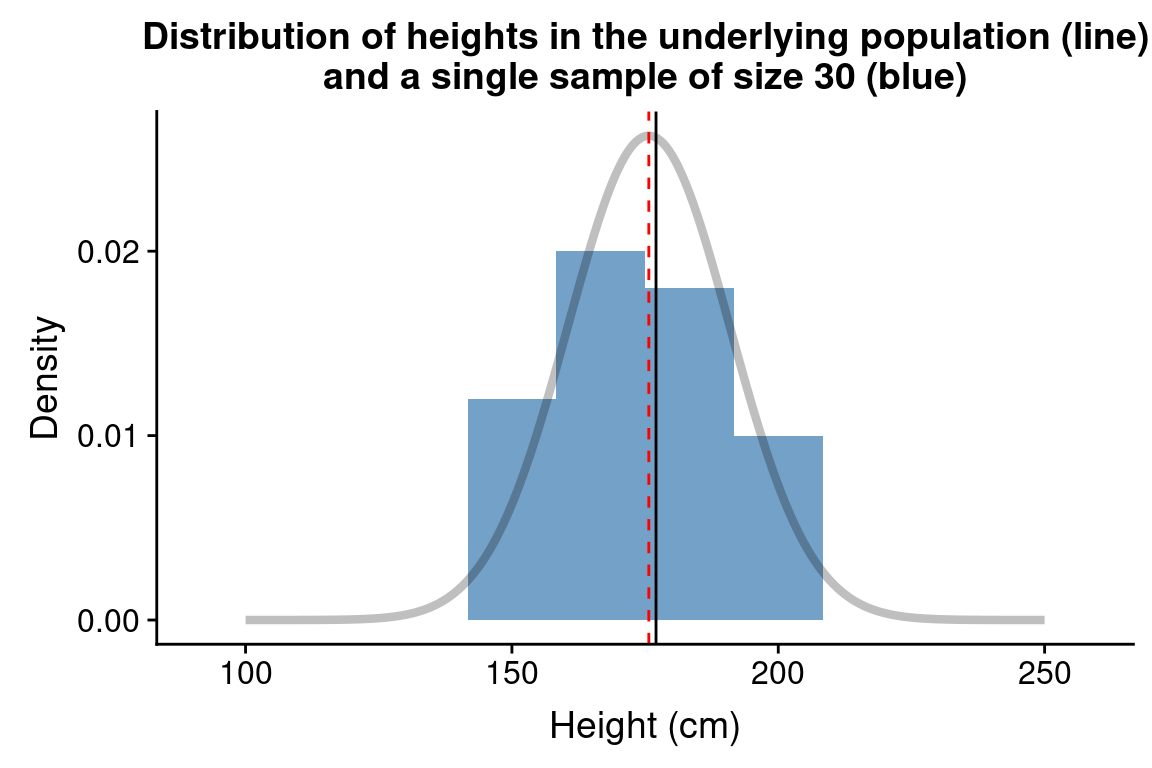 Distribution of heights in the underlying population (line)
and a single sample of size 30 (blue)
Density
0.02
0.01
0.00
100 150 200 250
Height (cm)